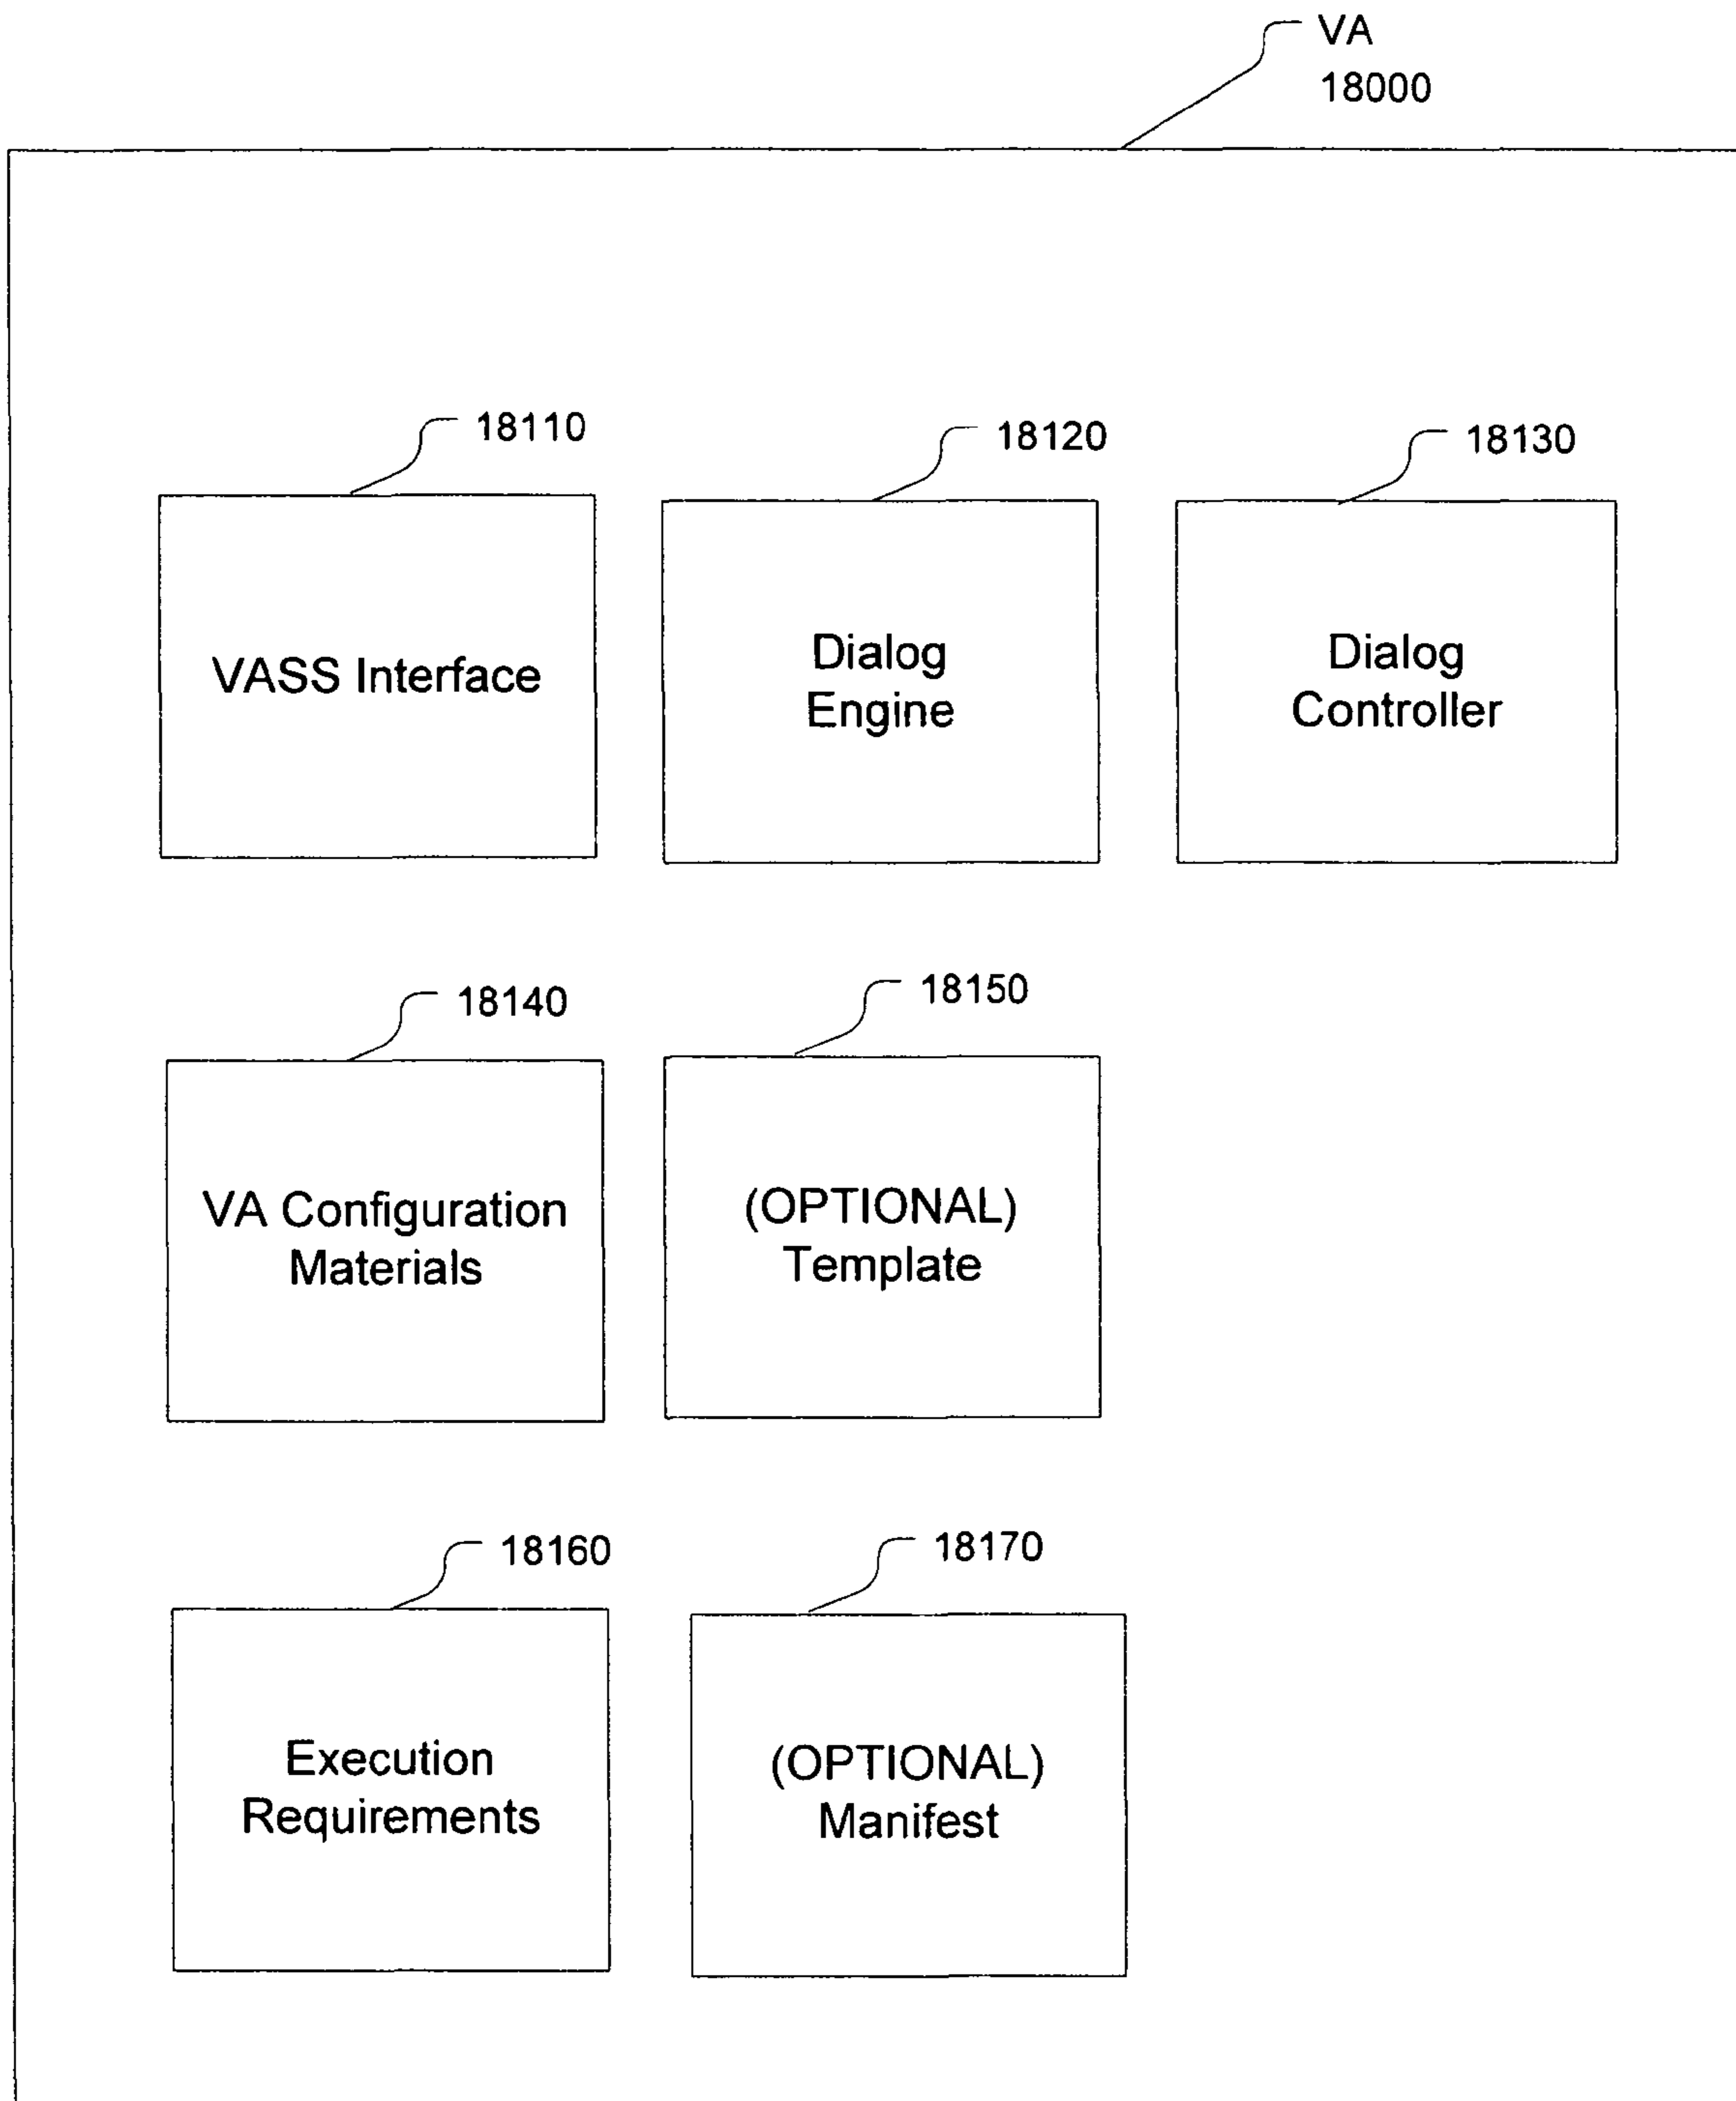 VA
18000
18110
18120
18130
VASS Interface
Dialog
Engine
Dialog
Controller
18140
18150
VA Configuration
Materials
(OPTIONAL)
Template
18160
18170
Execution
Requirements
(OPTIONAL)
Manifest